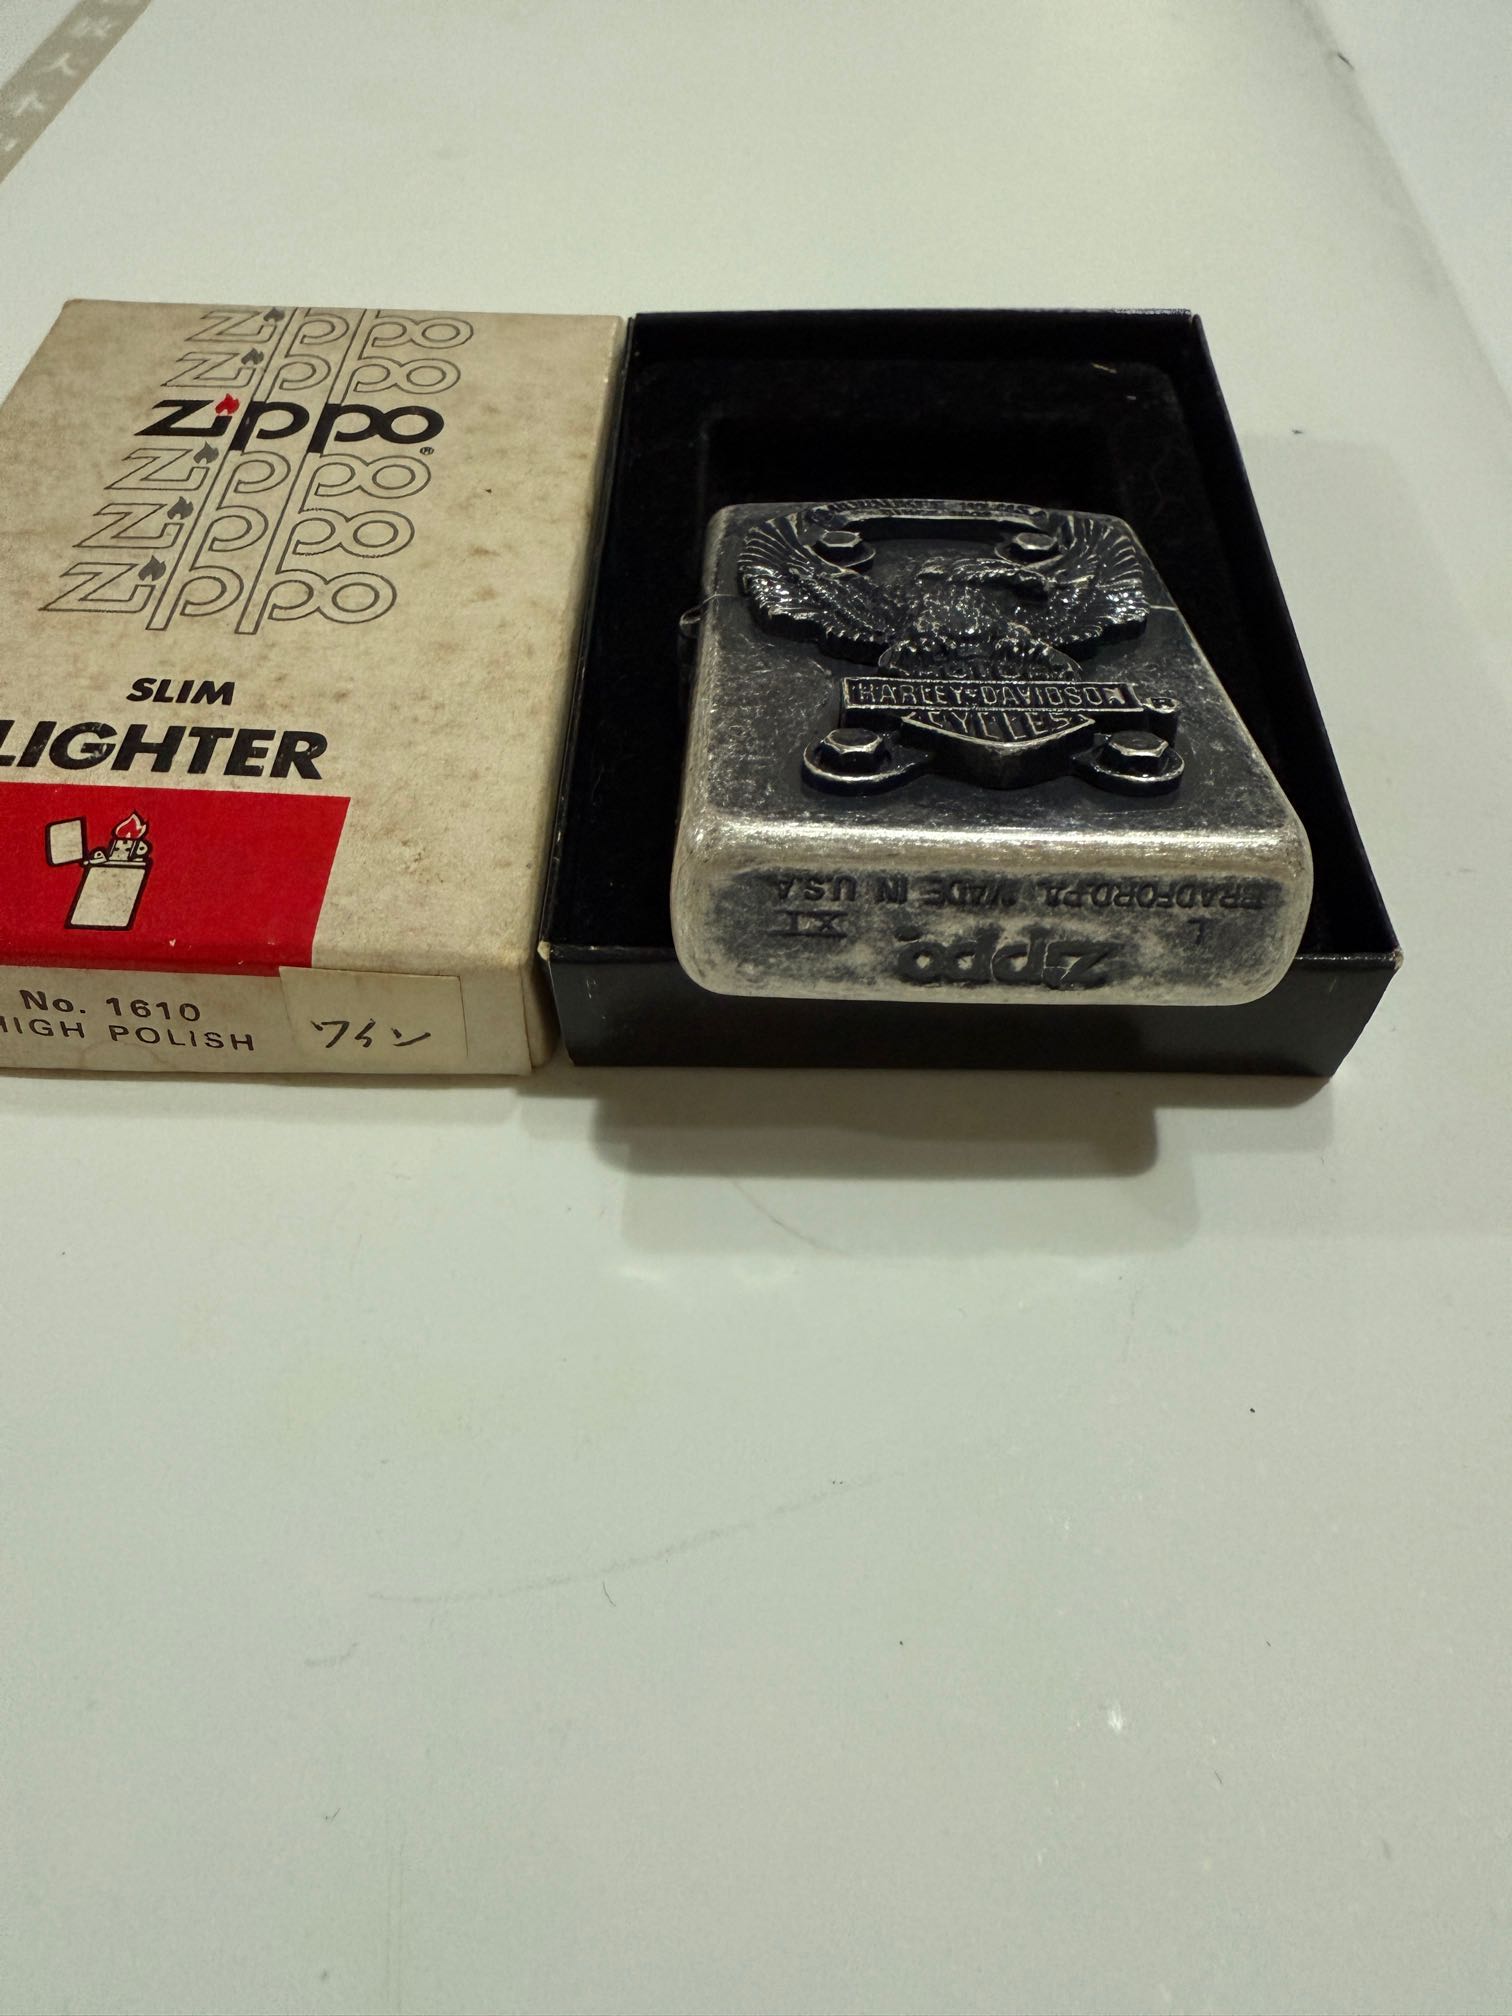 zippo
zippo
zippo®
zippo
zippo
zippo
SLIM
LIGHTER
No. 1610
HIGH POLISH
ワイン
MOTOR
HARLEY-DAVIDSON
CYCLES
®
BRADFORD,PA. MADE IN U.S.A
L
zippo
XI